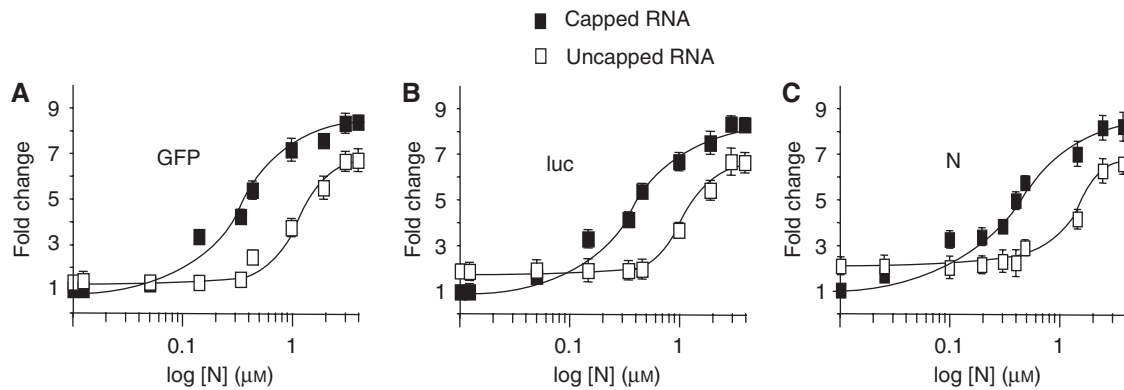 Capped RNA
Uncapped RNA
A
B
C
9
7
5
3
1
Fold change
GFP
0.1
1
log [N] (μM)
9
7
5
3
1
Fold change
luc
0.1
1
log [N] (μM)
9
7
5
3
1
Fold change
N
0.1
1
log [N] (μM)